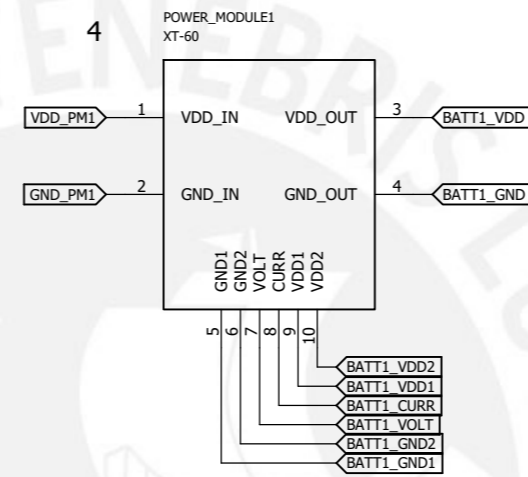 4
POWER_MODULE1
XT-60
VDD_PM1 1 VDD_IN VDD_OUT 3 BATT1_VDD
GND_PM1 2 GND_IN GND_OUT 4 BATT1_GND
GND1 GND2 VOLT CURR VDD1 VDD2
5 6 7 8 9 10
BATT1_VDD2
BATT1_VDD1
BATT1_CURR
BATT1_VOLT
BATT1_GND2
BATT1_GND1